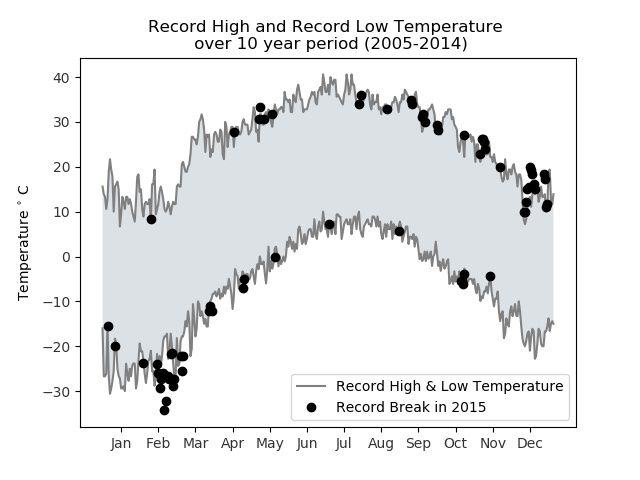 Record High and Record Low Temperature
over 10 year period (2005-2014)
Temperature ° C
40
30
20
10
0
−10
−20
−30
Jan Feb Mar Apr May Jun Jul Aug Sep Oct Nov Dec
Record High & Low Temperature
Record Break in 2015